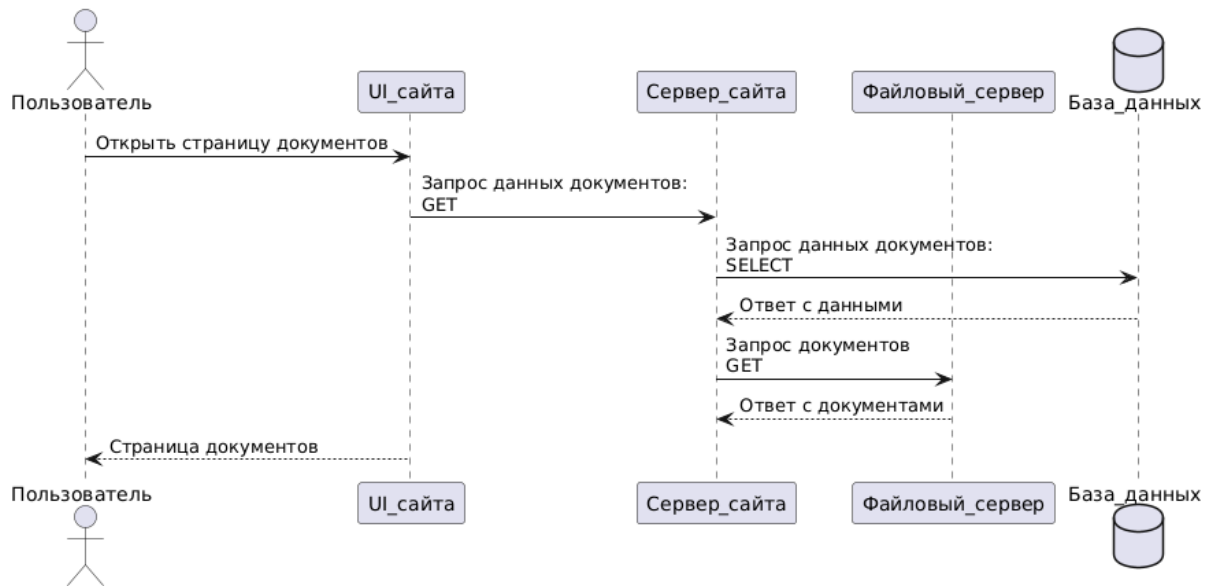 Пользователь
UI_сайта
Сервер_сайта
Файловый_сервер
База_данных
Открыть страницу документов
Запрос данных документов:
GET
Запрос данных документов:
SELECT
Ответ с данными
Запрос документов
GET
Ответ с документами
Страница документов
Пользователь
UI_сайта
Сервер_сайта
Файловый_сервер
База_данных